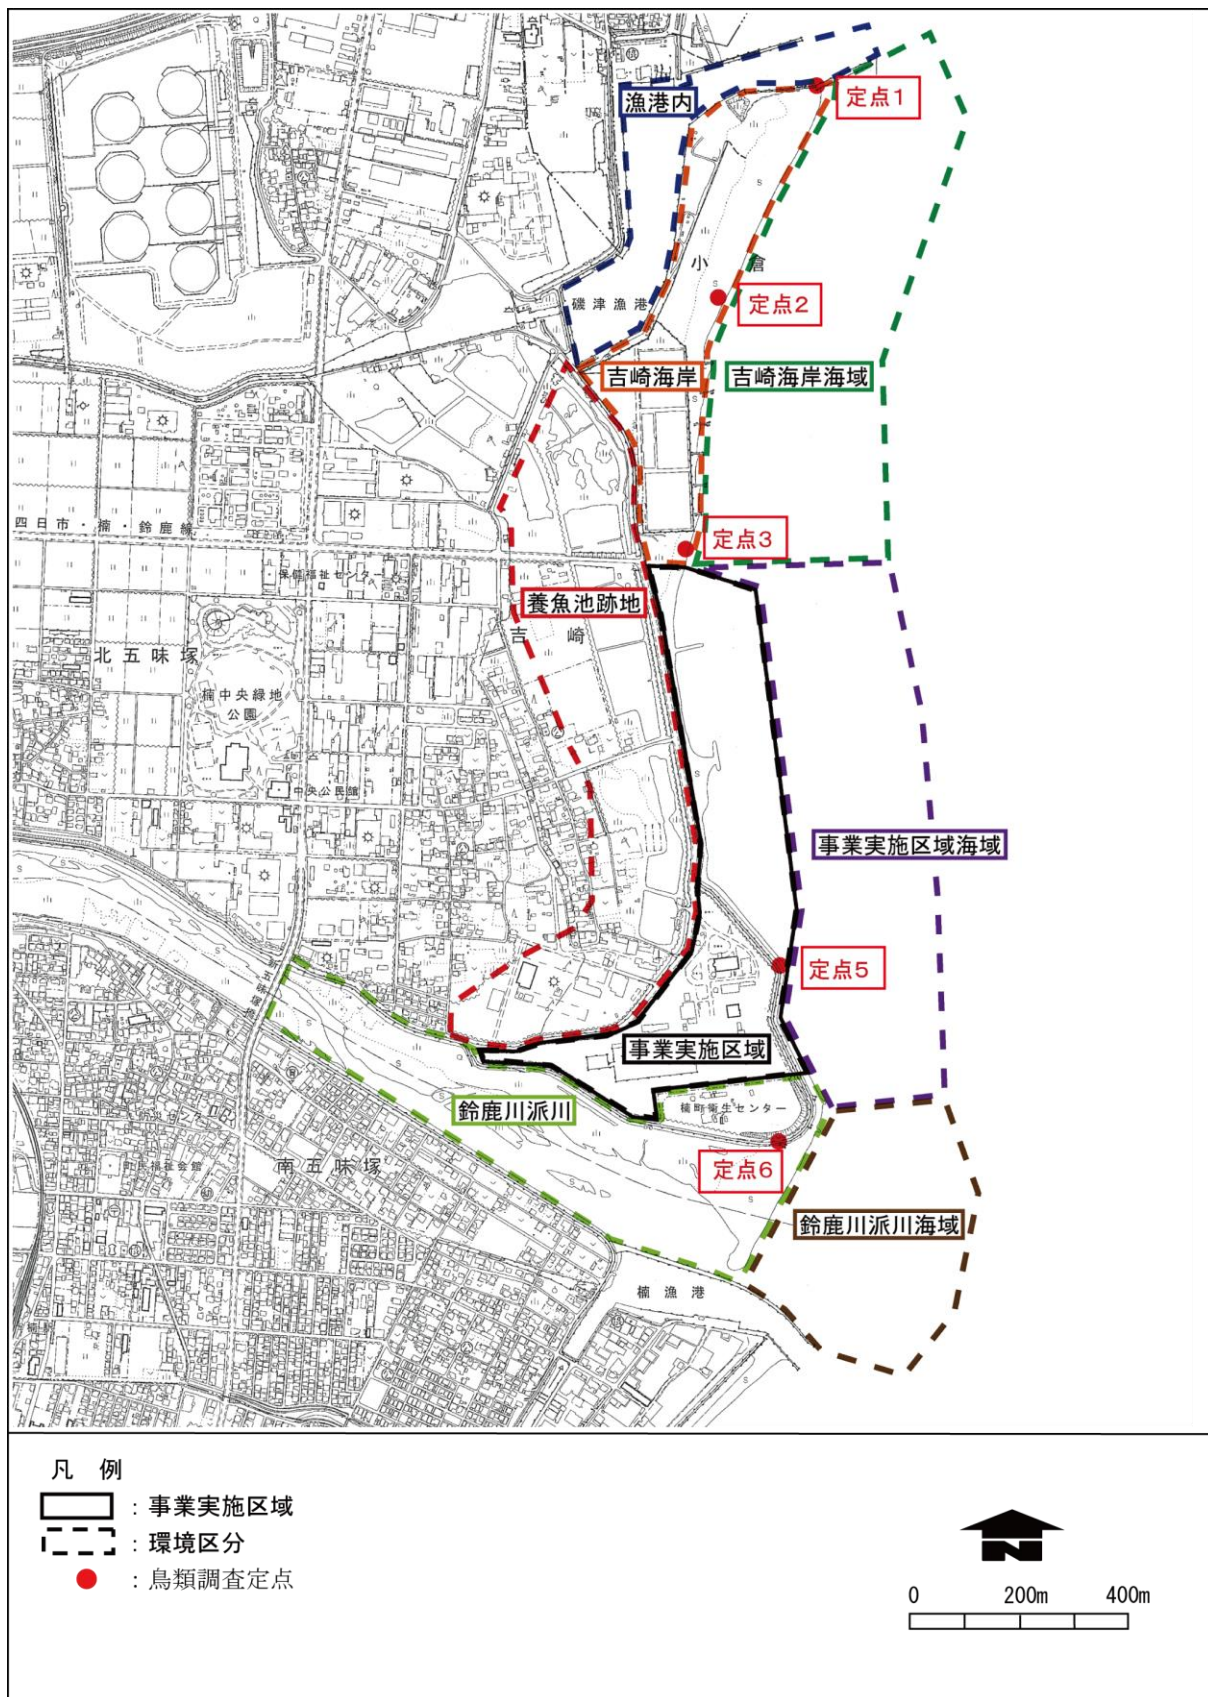 漁港内
定点1
小倉
磯津漁港
定点2
吉崎海岸
吉崎海岸海域
四日市・楠・鈴鹿線
定点3
保健福祉センター
養魚池跡地
吉崎
北五味塚
楠中央緑地
公園
中央公民館
事業実施区域海域
定点5
新五味塚橋
事業実施区域
鈴鹿川派川
楠町衛生センター
南五味塚
定点6
鈴鹿川派川海域
楠漁港
凡例
：事業実施区域
：環境区分
：鳥類調査定点
N
0 200m 400m